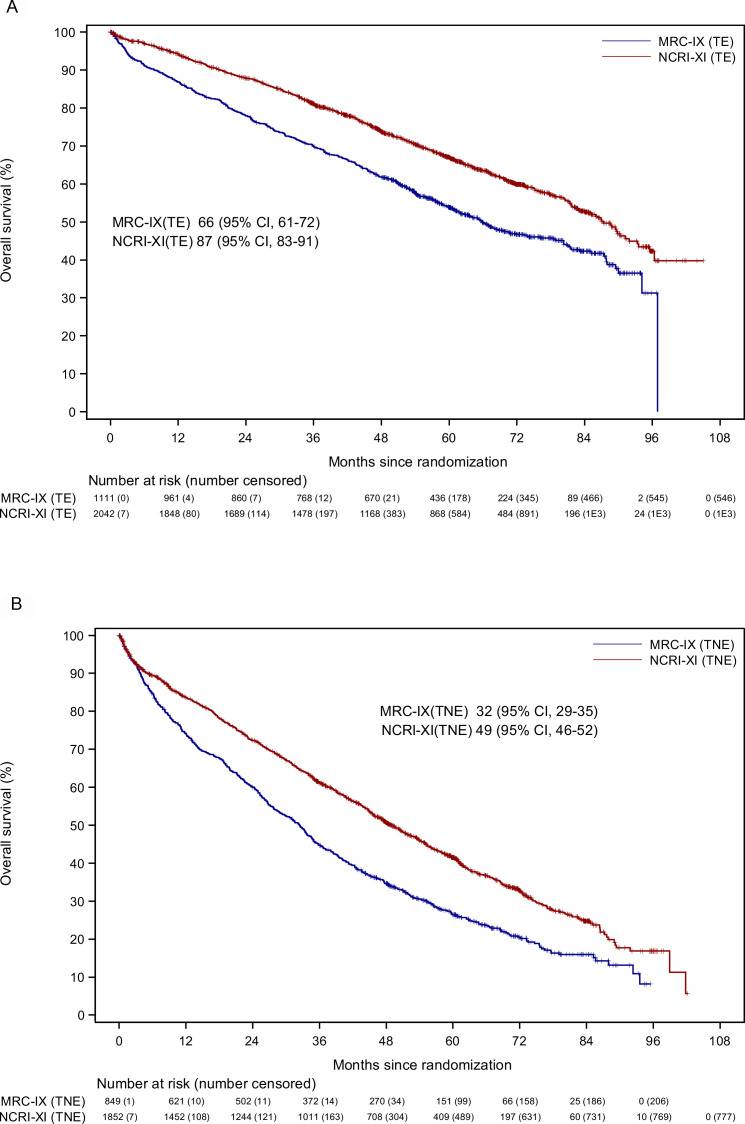 A
100
90
80
70
60
50
40
30
20
10
0
Overall survival (%)
MRC-IX (TE)
NCRI-XI (TE)
MRC-IX(TE) 66 (95% CI, 61-72)
NCRI-XI(TE) 87 (95% CI, 83-91)
0 12 24 36 48 60 72 84 96 108
Months since randomization
Number at risk (number censored)
MRC-IX (TE) 1111 (0) 961 (4) 860 (7) 768 (12) 670 (21) 436 (178) 224 (345) 89 (466) 2 (545) 0 (546)
NCRI-XI (TE) 2042 (7) 1848 (80) 1689 (114) 1478 (197) 1168 (383) 868 (584) 484 (891) 196 (1E3) 24 (1E3) 0 (1E3)
B
100
90
80
70
60
50
40
30
20
10
0
Overall survival (%)
MRC-IX (TNE)
NCRI-XI (TNE)
MRC-IX(TNE) 32 (95% CI, 29-35)
NCRI-XI(TNE) 49 (95% CI, 46-52)
0 12 24 36 48 60 72 84 96 108
Months since randomization
Number at risk (number censored)
MRC-IX (TNE) 849 (1) 621 (10) 502 (11) 372 (14) 270 (34) 151 (99) 66 (158) 25 (186) 0 (206)
NCRI-XI (TNE) 1852 (7) 1452 (108) 1244 (121) 1011 (163) 708 (304) 409 (489) 197 (631) 60 (731) 10 (769) 0 (777)